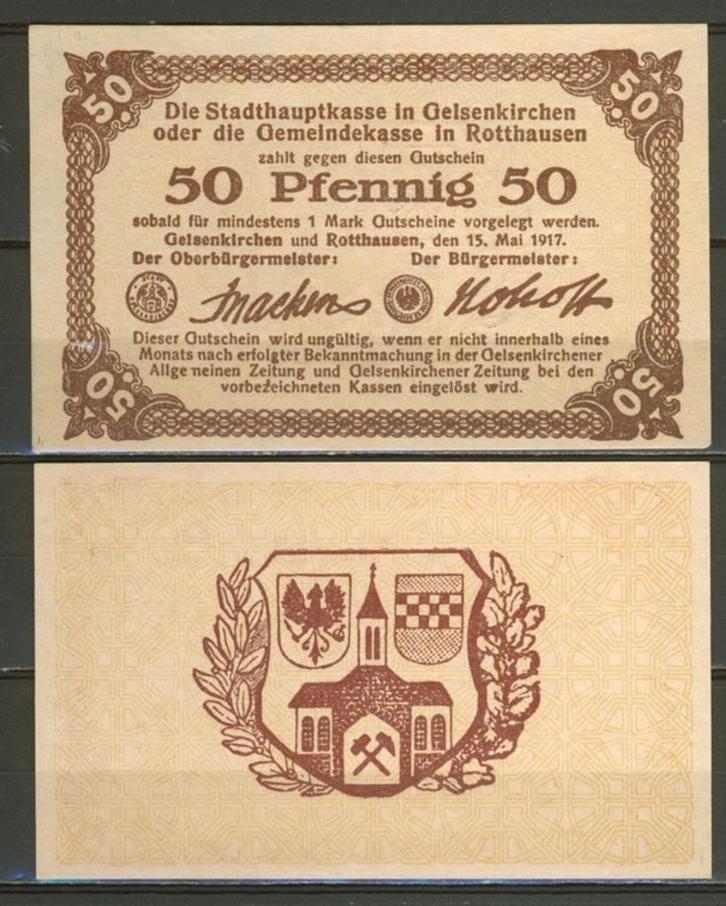 50
50
Die Stadthauptkasse in Gelsenkirchen
oder die Gemeindekasse in Rotthausen
zahlt gegen diesen Gutschein
50 Pfennig 50
sobald für mindestens 1 Mark Gutscheine vorgelegt werden.
Gelsenkirchen und Rotthausen, den 15. Mai 1917.
Der Oberbürgermeister: Der Bürgermeister:
Machens Hohoff
Dieser Gutschein wird ungültig, wenn er nicht innerhalb eines
Monats nach erfolgter Bekanntmachung in der Gelsenkirchener
Allge neinen Zeitung und Gelsenkirchener Zeitung bei den
vorbezeichneten Kassen eingelöst wird.
50
50